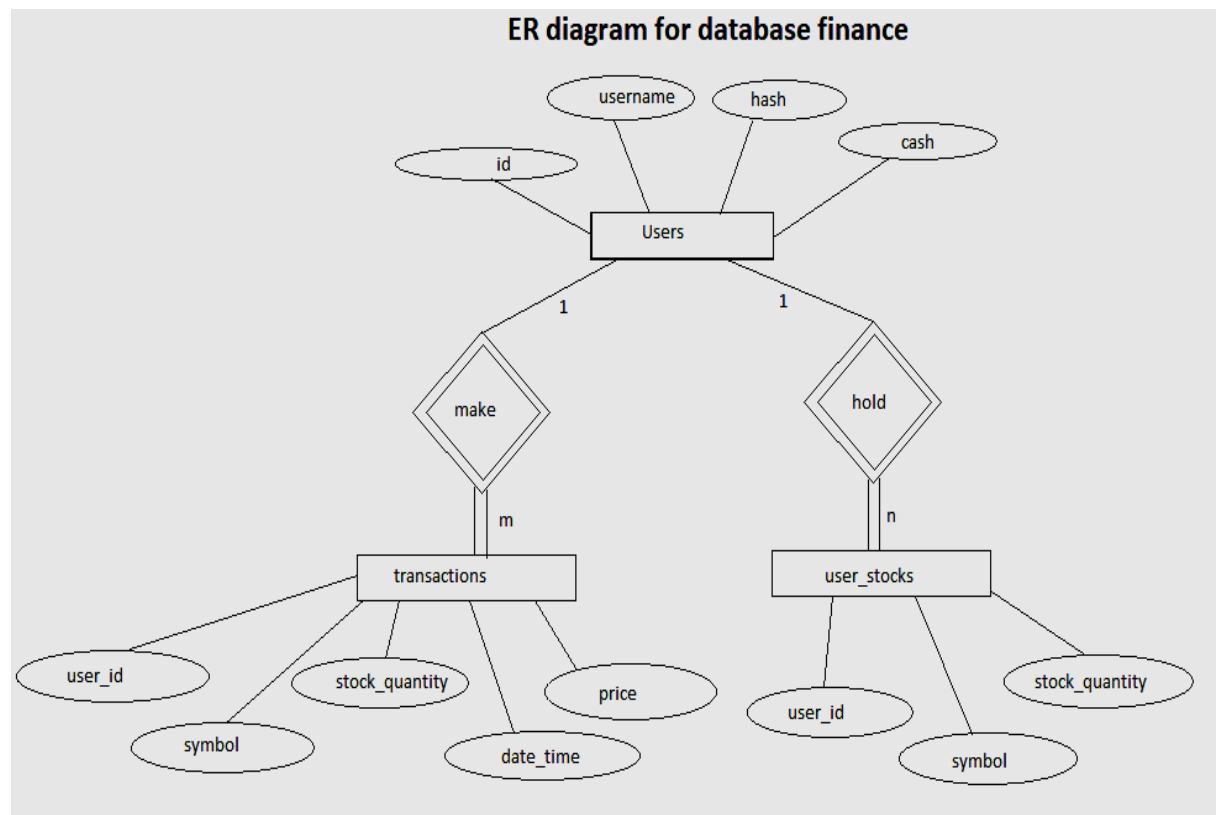 ER diagram for database finance
username
hash
cash
id
Users
1
1
make
hold
m
n
transactions
user_stocks
user_id
stock_quantity
price
stock_quantity
user_id
symbol
date_time
symbol